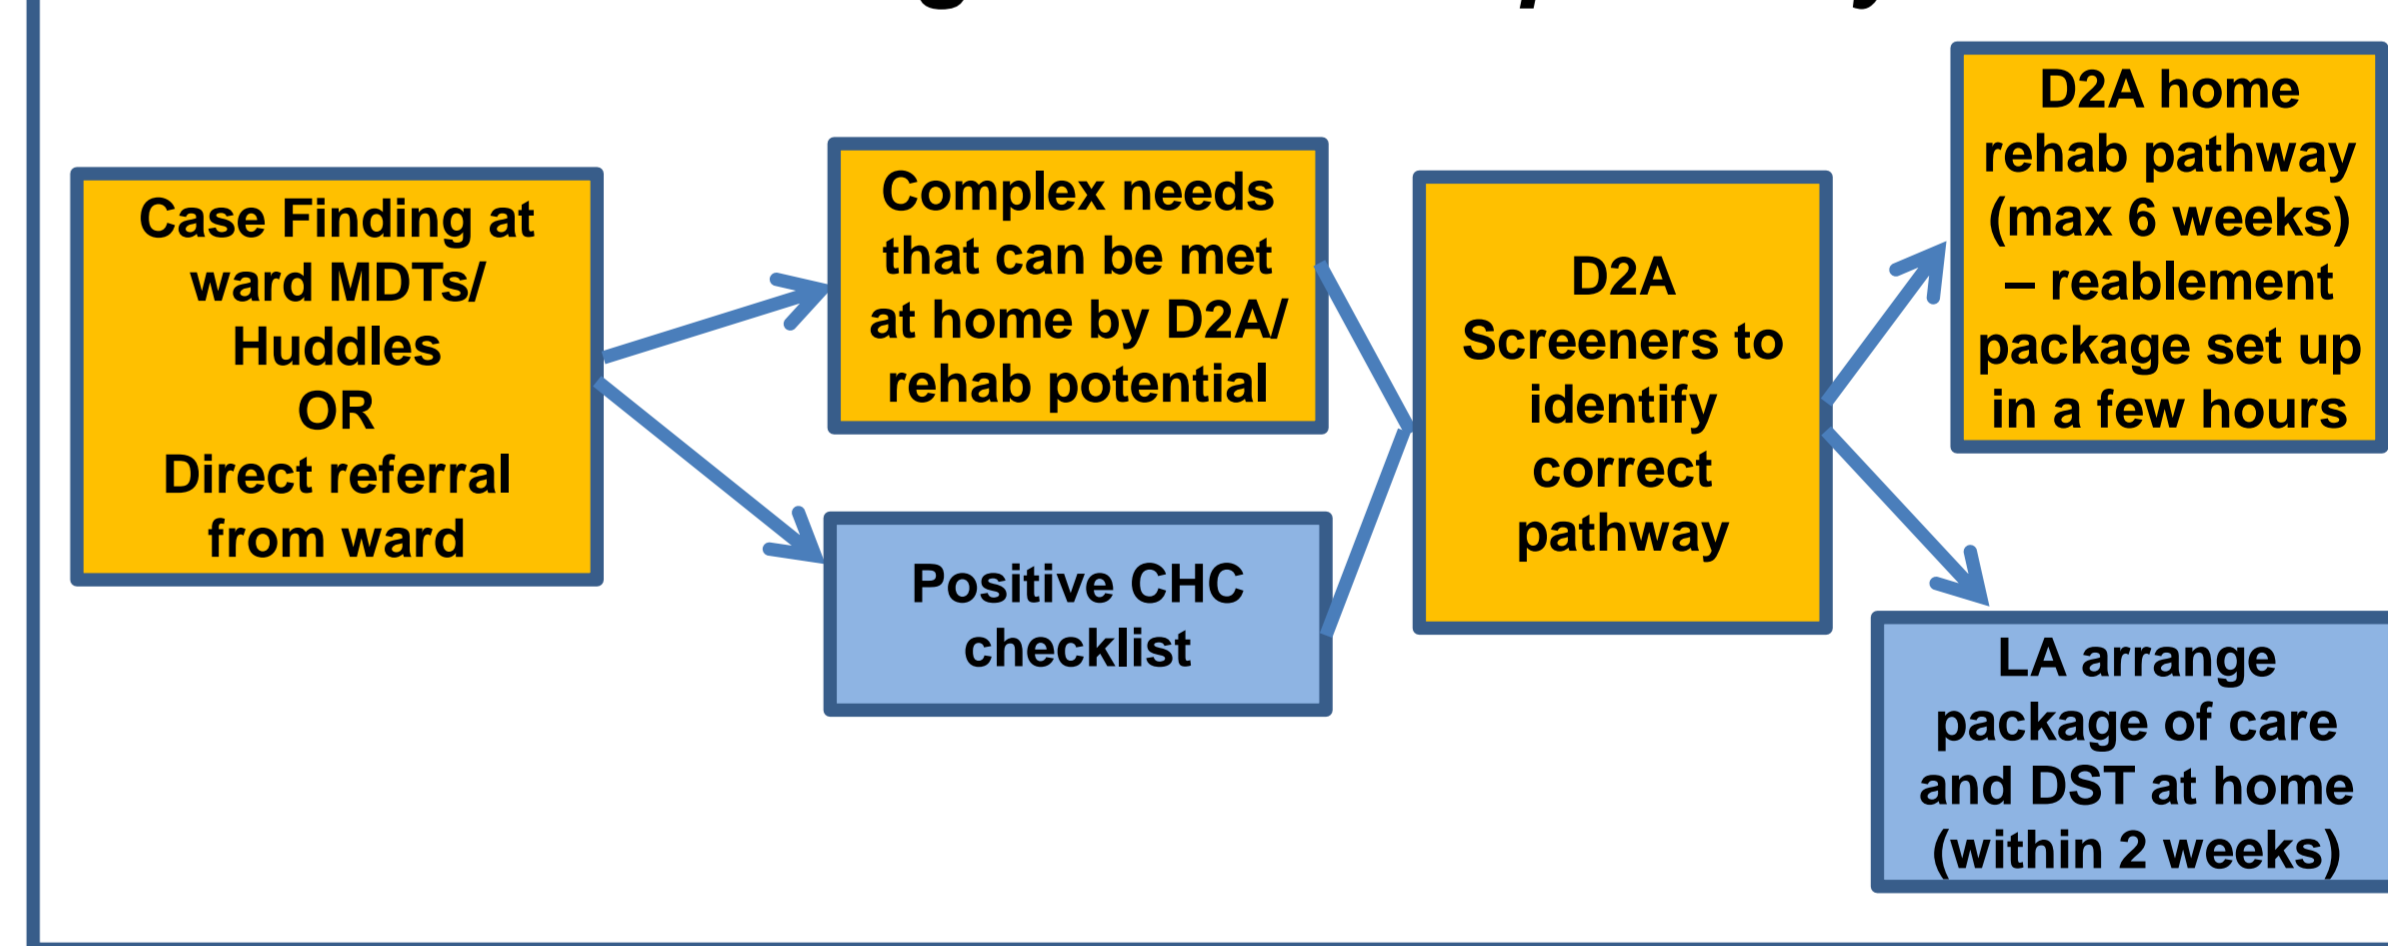 Case Finding at
ward MDTs/
Huddles
OR
Direct referral
from ward
Complex needs
that can be met
at home by D2A/
rehab potential
Positive CHC
checklist
D2A
Screeners to
identify
correct
pathway
D2A home
rehab pathway
(max 6 weeks)
– reablement
package set up
in a few hours
LA arrange
package of care
and DST at home
(within 2 weeks)